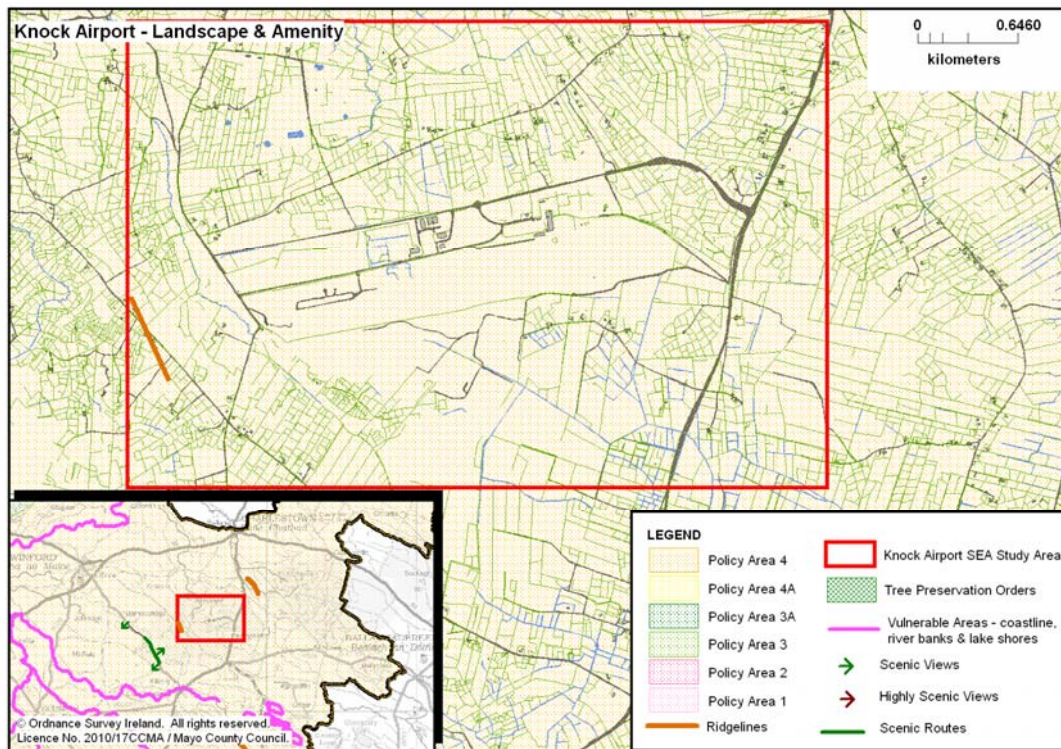 Knock Airport - Landscape & Amenity
0 0.6460
kilometers
LEGEND
Policy Area 4
Policy Area 4A
Policy Area 3A
Policy Area 3
Policy Area 2
Policy Area 1
Ridgelines
Knock Airport SEA Study Area
Tree Preservation Orders
Vulnerable Areas - coastline,
river banks & lake shores
Scenic Views
Highly Scenic Views
Scenic Routes
© Ordnance Survey Ireland. All rights reserved.
Licence No. 2010/17CCMA / Mayo County Council.